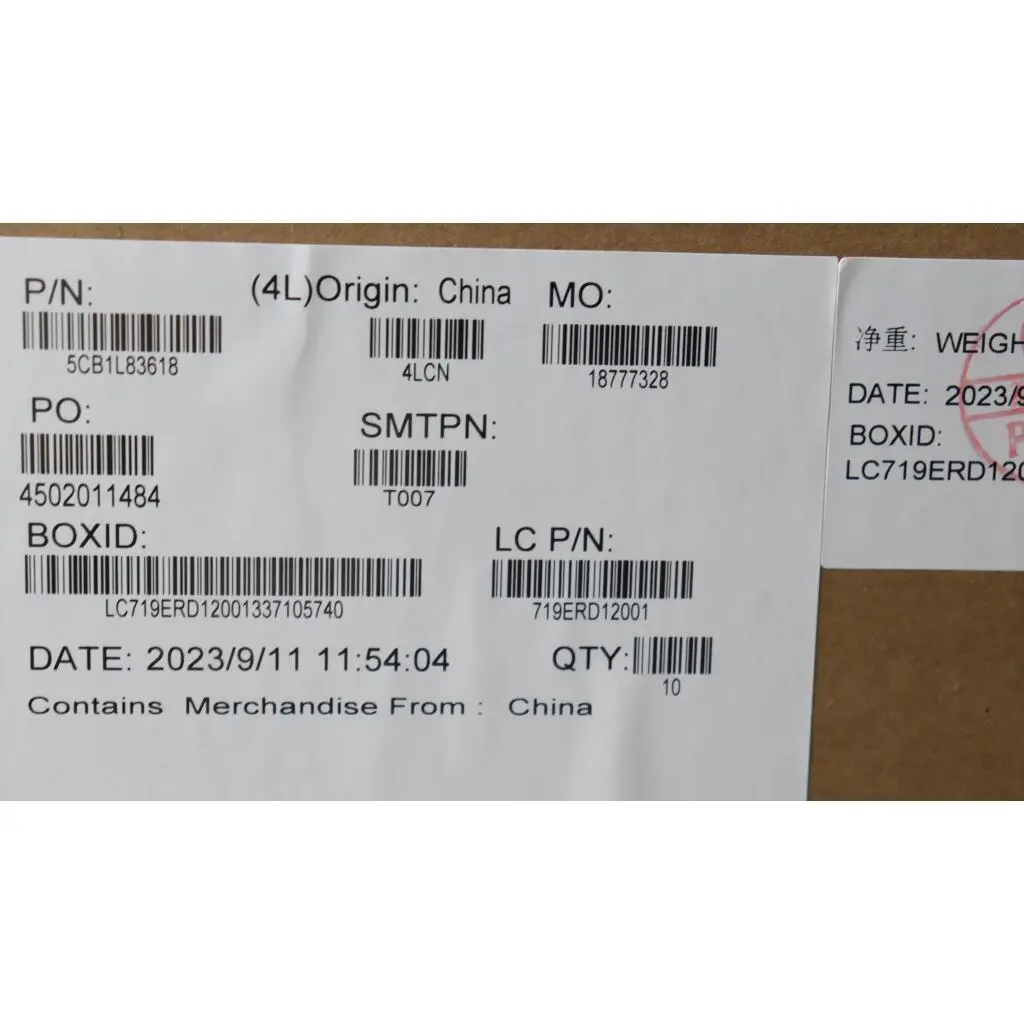 P/N: (4L)Origin: China MO:
5CB1L83618 4LCN 18777328
PO: SMTPN:
4502011484 T007
BOXID: LC P/N:
LC719ERD12001337105740 719ERD12001
DATE: 2023/9/11 11:54:04 QTY:
10
Contains Merchandise From : China
净重: WEIGH
DATE: 2023/9
BOXID:
LC719ERD120